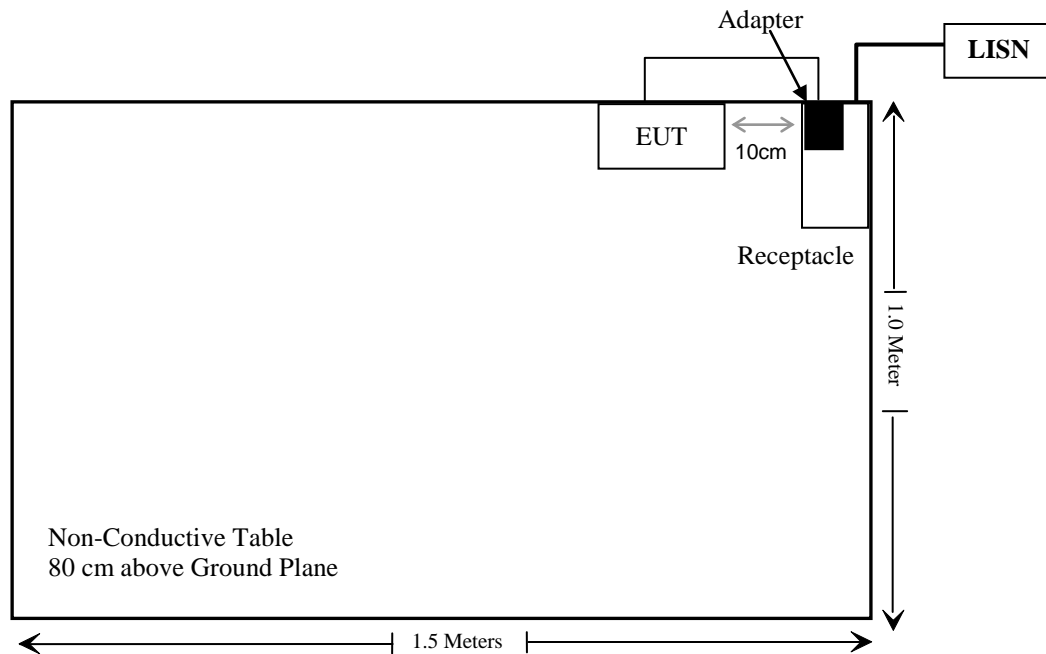 Adapter
LISN
EUT
10cm
Receptacle
1.0 Meter
Non-Conductive Table
80 cm above Ground Plane
1.5 Meters